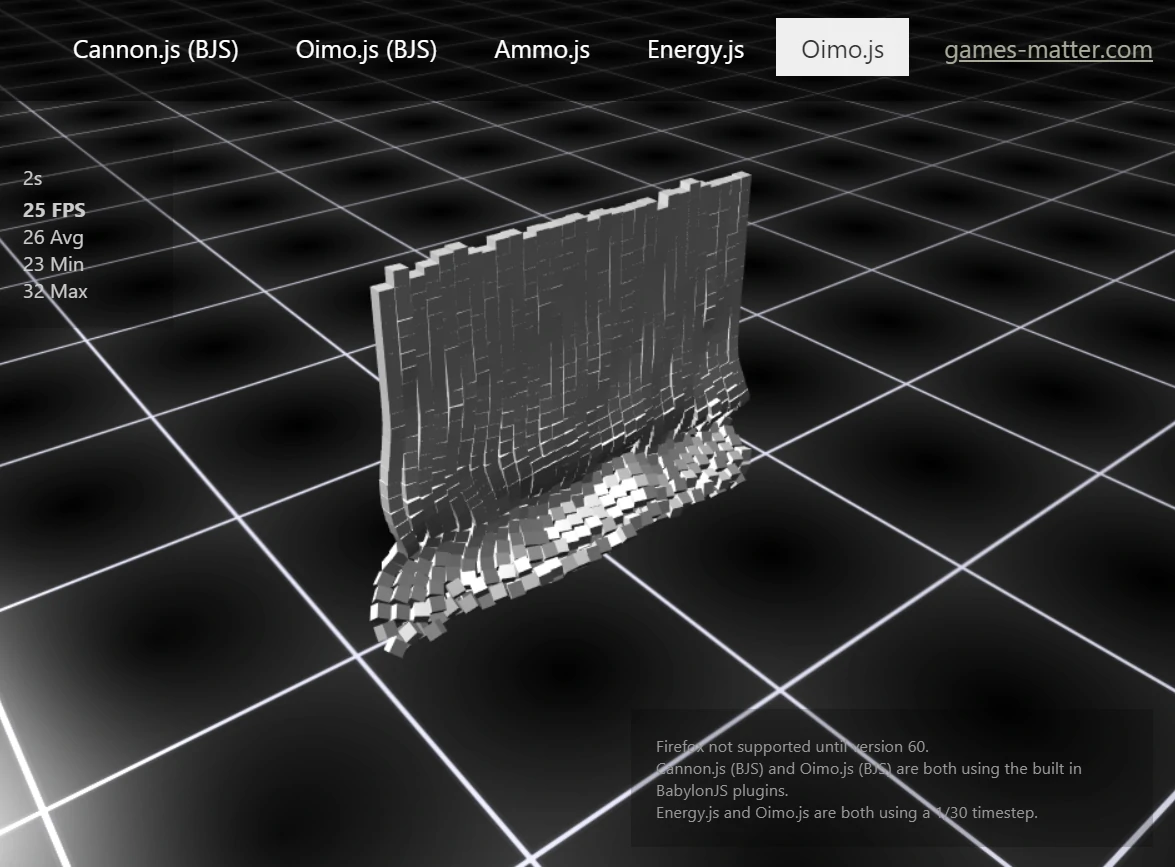 Cannon.js (BJS) Oimo.js (BJS) Ammo.js Energy.js Oimo.js games-matter.com
2s
25 FPS
26 Avg
23 Min
32 Max
Firefox not supported until version 60.
Cannon.js (BJS) and Oimo.js (BJS) are both using the built in
BabylonJS plugins.
Energy.js and Oimo.js are both using a 1/30 timestep.